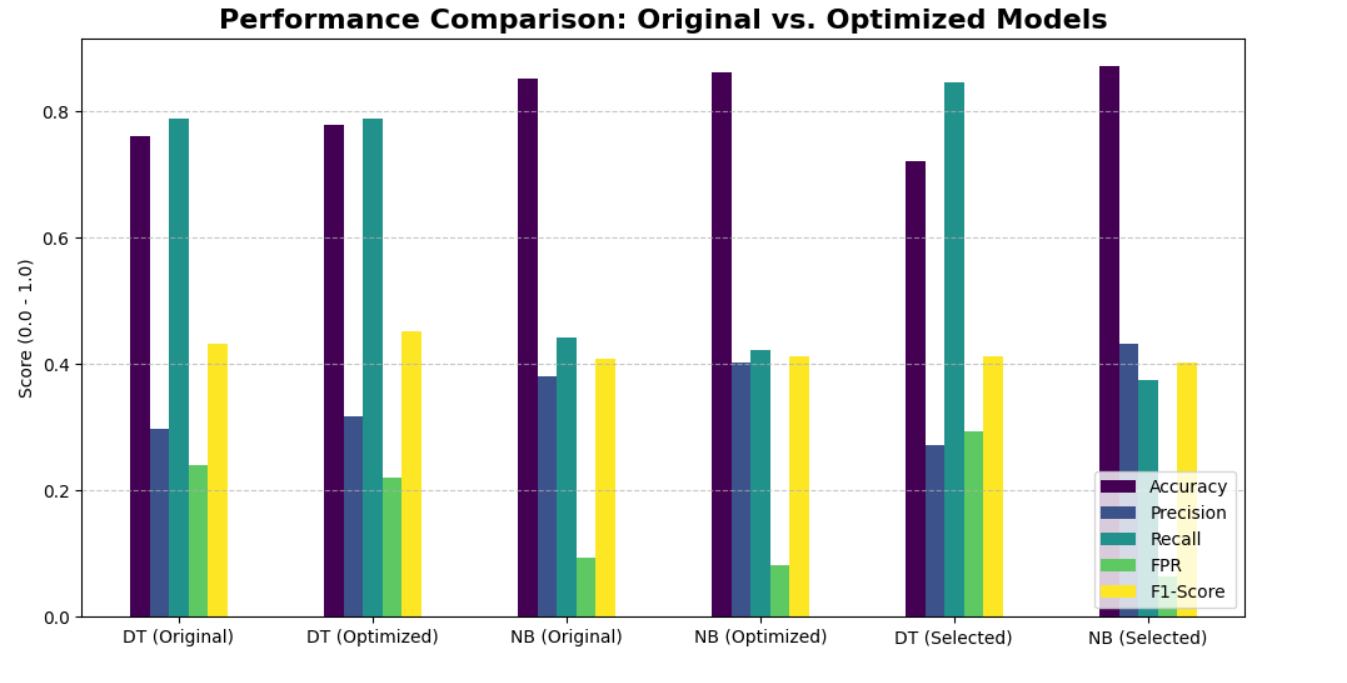 Performance Comparison: Original vs. Optimized Models
Score (0.0 - 1.0)
0.8
0.6
0.4
0.2
0.0
DT (Original) DT (Optimized) NB (Original) NB (Optimized) DT (Selected) NB (Selected)
Accuracy
Precision
Recall
FPR
F1-Score